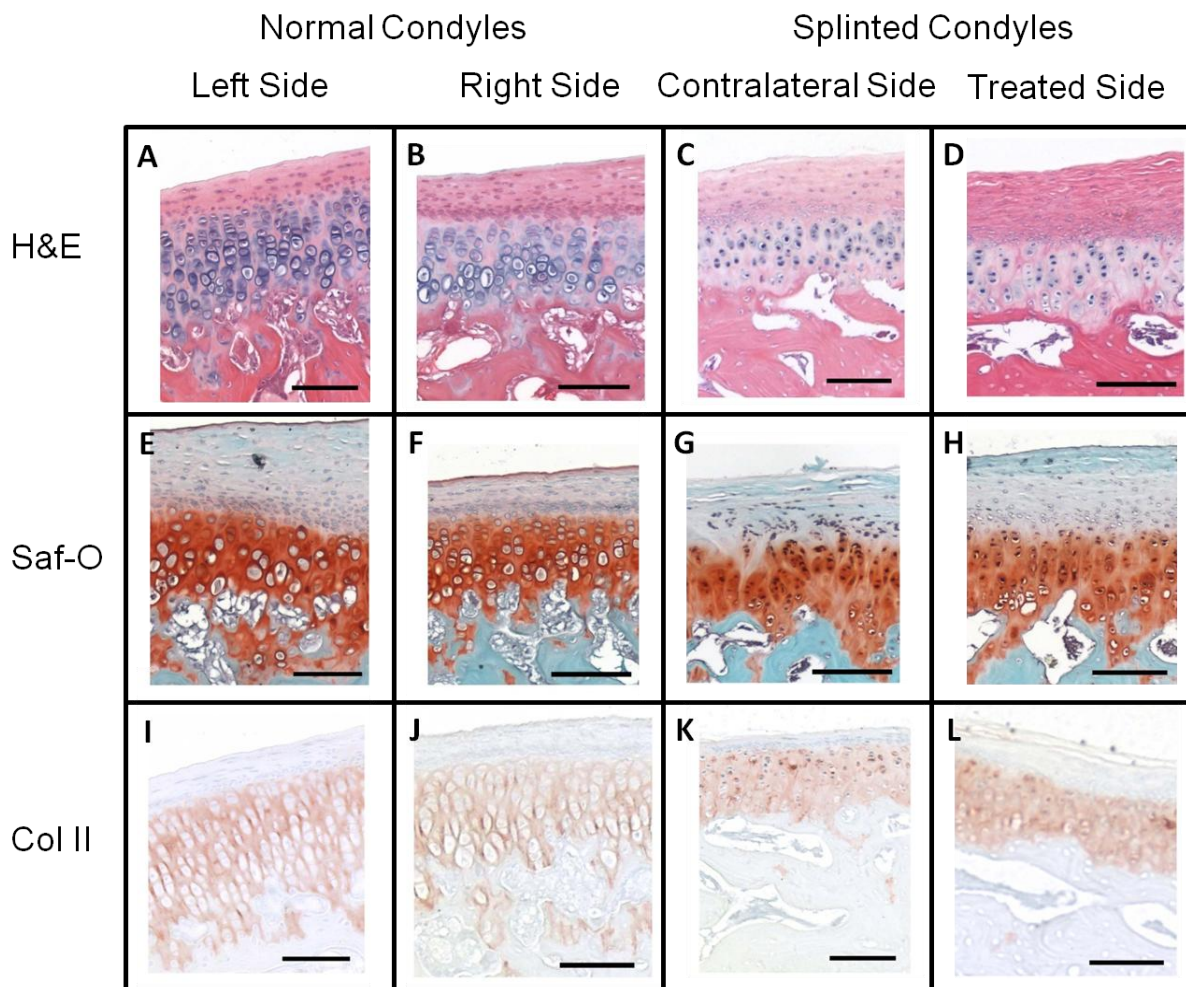 Normal Condyles Splinted Condyles
Left Side Right Side Contralateral Side Treated Side
H&E A B C D
Saf-O E F G H
Col II I J K L